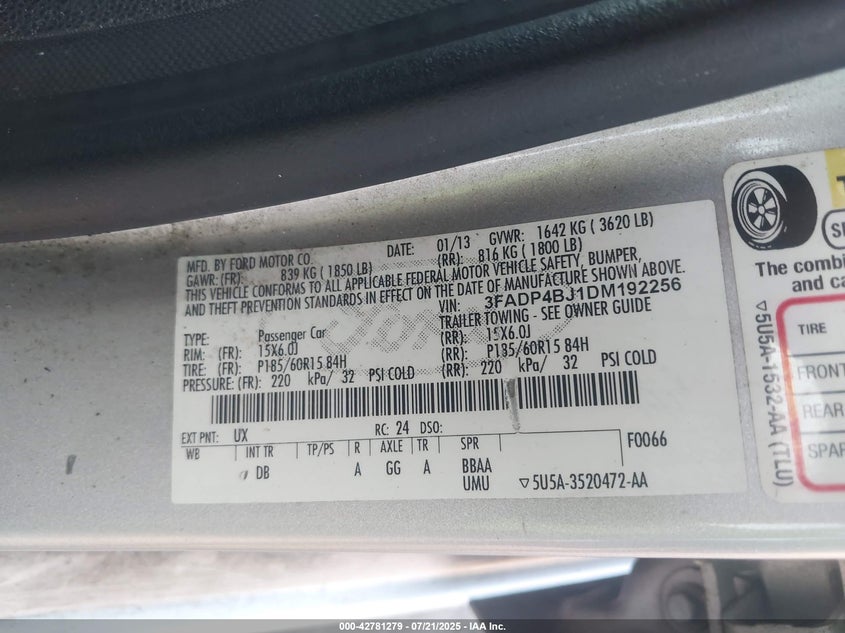 MFD. BY FORD MOTOR CO. DATE: 01/13 GVWR: 1642 KG ( 3620 LB)
GAWR: (FR): 839 KG ( 1850 LB) (RR): 816 KG ( 1800 LB)
THIS VEHICLE CONFORMS TO ALL APPLICABLE FEDERAL MOTOR VEHICLE SAFETY, BUMPER,
AND THEFT PREVENTION STANDARDS IN EFFECT ON THE DATE OF MANUFACTURE SHOWN ABOVE.
VIN: 3FADP4BJ1DM192256
TYPE: Passenger Car TRAILER TOWING - SEE OWNER GUIDE
RIM: (FR): 15X6.0J (RR): 15X6.0J
TIRE: (FR): P185/60R15 84H (RR): P185/60R15 84H
PRESSURE: (FR): 220 kPa/ 32 PSI COLD (RR): 220 kPa/ 32 PSI COLD
EXT PNT: UX RC: 24 DSO: F0066
WB INT TR TP/PS R AXLE TR SPR
DB A GG A BBAA
UMU ▽5U5A-3520472-AA
The combi
and c
TIRE
FRONT
REAR
SPAR
▽5U5A-1532-AA (TLU)
000-42781279 - 07/21/2025 - IAA Inc.